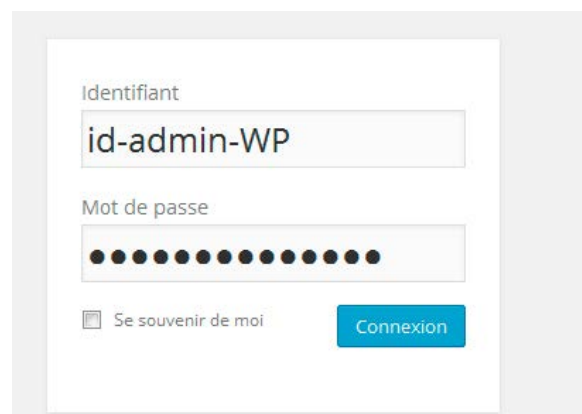 Identifiant
id-admin-WP
Mot de passe
●●●●●●●●●●●●●●
Se souvenir de moi
Connexion